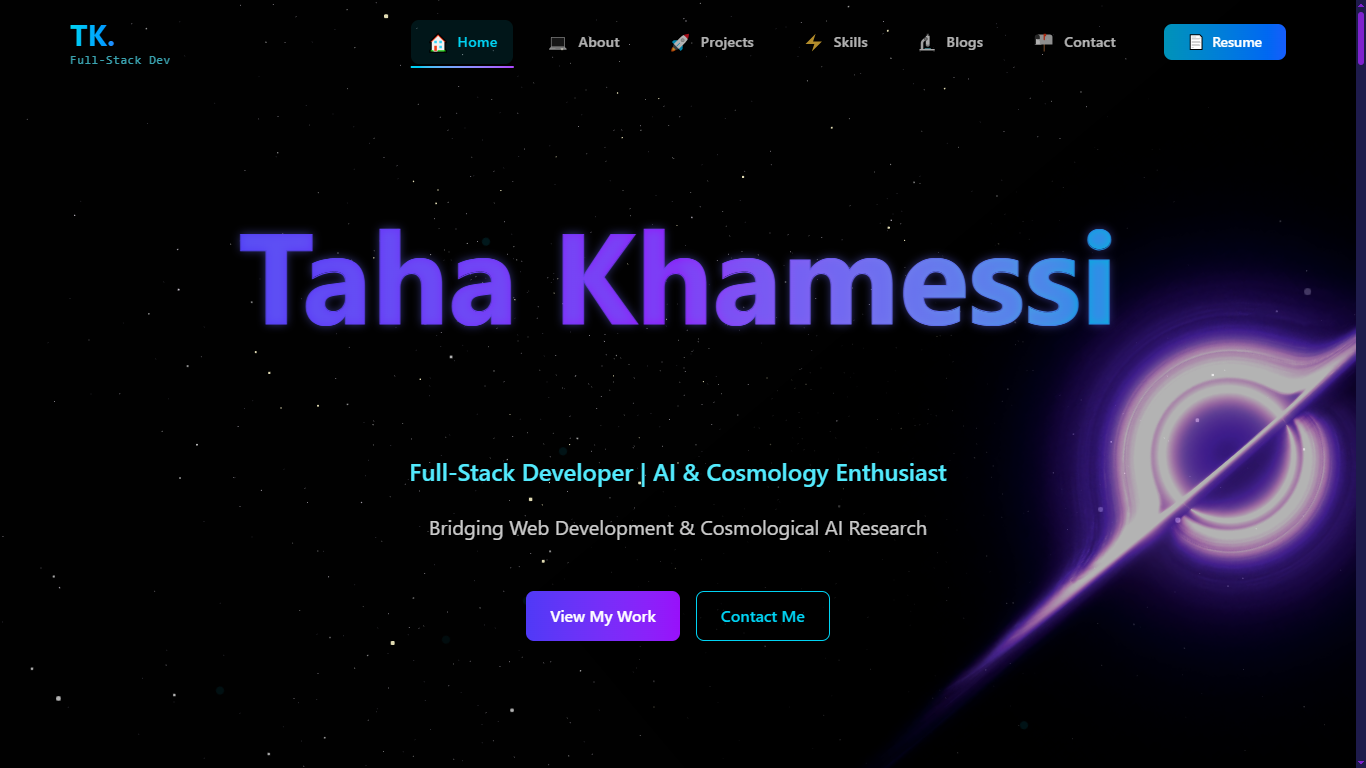 TK.
Full-Stack Dev
Home
About
Projects
Skills
Blogs
Contact
Resume
Taha Khamessi
Full-Stack Developer | AI & Cosmology Enthusiast
Bridging Web Development & Cosmological AI Research
View My Work
Contact Me